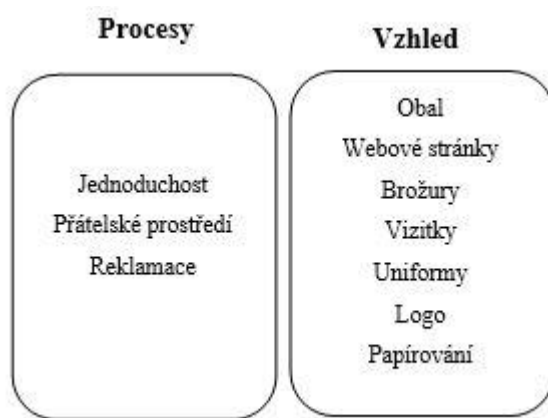 Procesy
Jednoduchost
Přátelské prostředí
Reklamace
Vzhled
Obal
Webové stránky
Brožury
Vizitky
Uniformy
Logo
Papírování